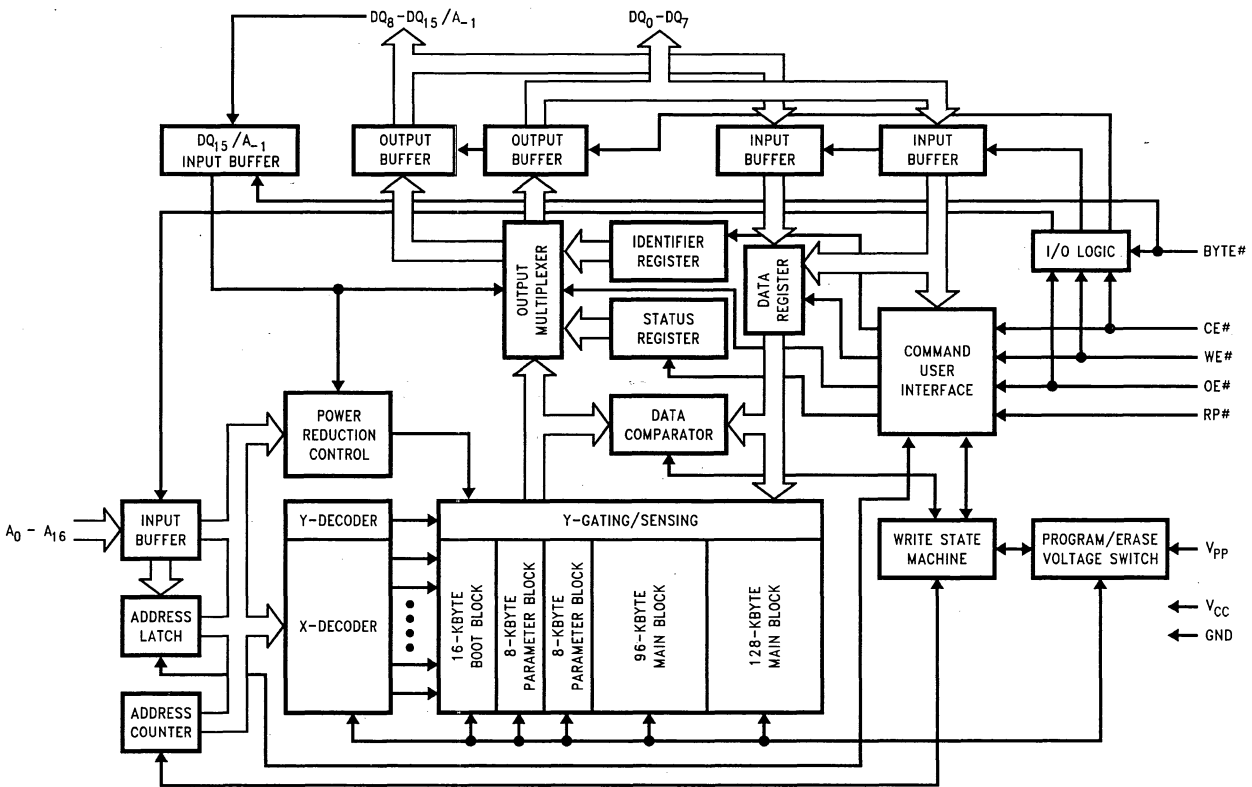 DQ8-DQ15/A-1
DQ0-DQ7
DQ15/A-1
INPUT BUFFER
OUTPUT
BUFFER
OUTPUT
BUFFER
INPUT
BUFFER
INPUT
BUFFER
OUTPUT
MULTIPLEXER
IDENTIFIER
REGISTER
STATUS
REGISTER
DATA
REGISTER
I/O LOGIC
BYTE#
CE#
WE#
OE#
RP#
COMMAND
USER
INTERFACE
POWER
REDUCTION
CONTROL
DATA
COMPARATOR
A0 - A16
INPUT
BUFFER
Y-DECODER
Y-GATING/SENSING
WRITE STATE
MACHINE
PROGRAM/ERASE
VOLTAGE SWITCH
VPP
VCC
GND
ADDRESS
LATCH
X-DECODER
16-KBYTE
BOOT BLOCK
8-KBYTE
PARAMETER BLOCK
8-KBYTE
PARAMETER BLOCK
96-KBYTE
MAIN BLOCK
128-KBYTE
MAIN BLOCK
ADDRESS
COUNTER